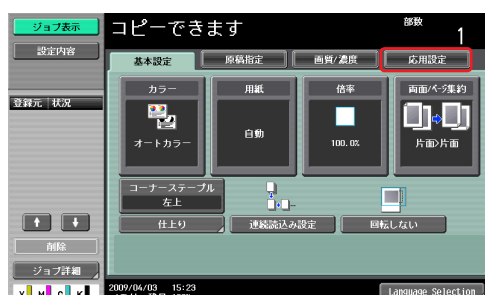 ジョブ表示
設定内容
登録元 状況
削除
ジョブ詳細
コピーできます
部数
1
基本設定
原稿指定
画質/濃度
応用設定
カラー
オートカラー
用紙
自動
倍率
100.0%
両面/ページ集約
片面>片面
コーナーステープル
左上
仕上り
連続読込み設定
回転しない
2009/04/03 15:23
Language Selection